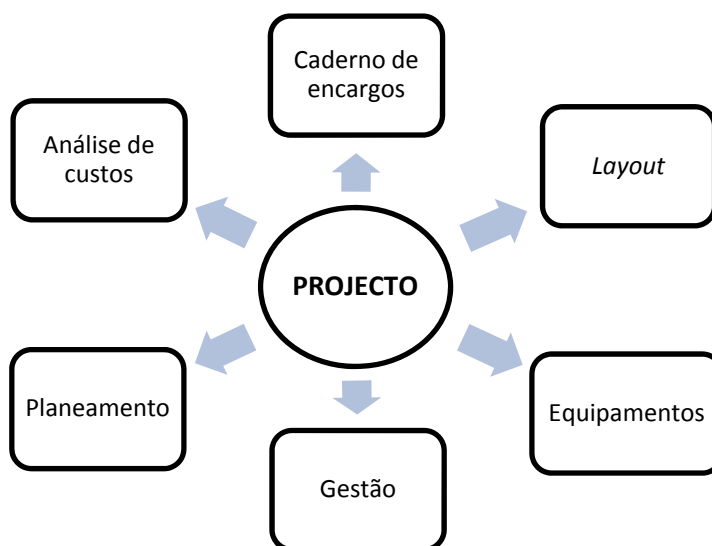 Caderno de
encargos
Análise de
custos
Layout
PROJECTO
Planeamento
Equipamentos
Gestão